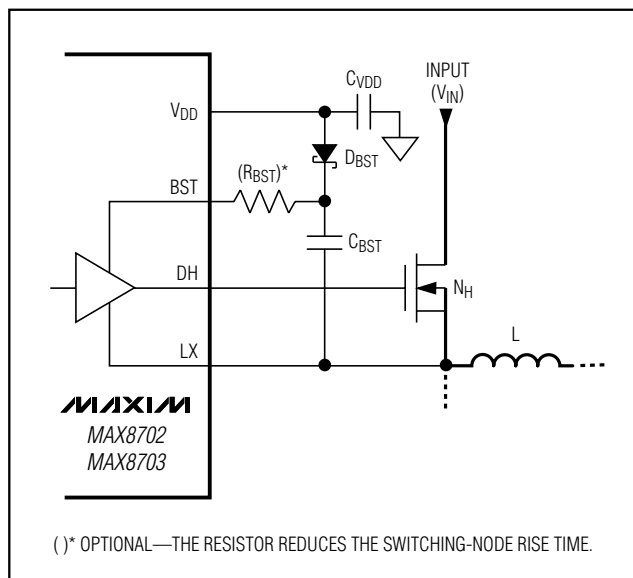 CVDD
INPUT
(VIN)
VDD
DBST
(RBST)*
BST
CBST
DH
NH
L
LX
MAXIM
MAX8702
MAX8703
( )* OPTIONAL—THE RESISTOR REDUCES THE SWITCHING-NODE RISE TIME.